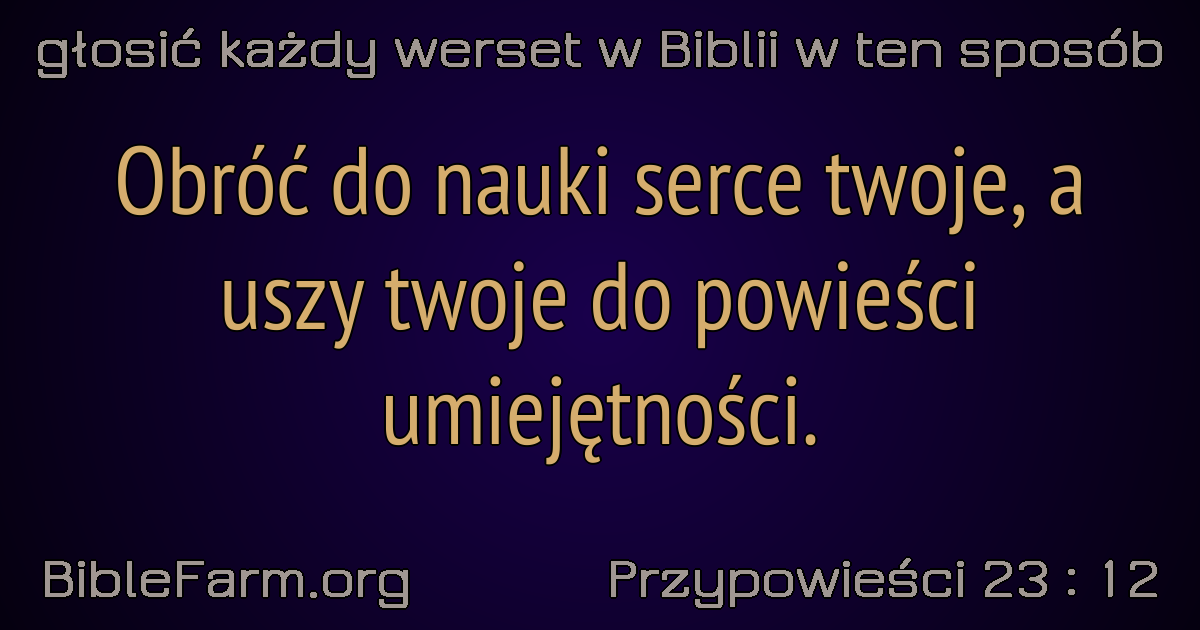 głosić każdy werset w Biblii w ten sposób
Obróć do nauki serce twoje, a
uszy twoje do powieści
umiejętności.
BibleFarm.org
Przypowieści 23 : 12